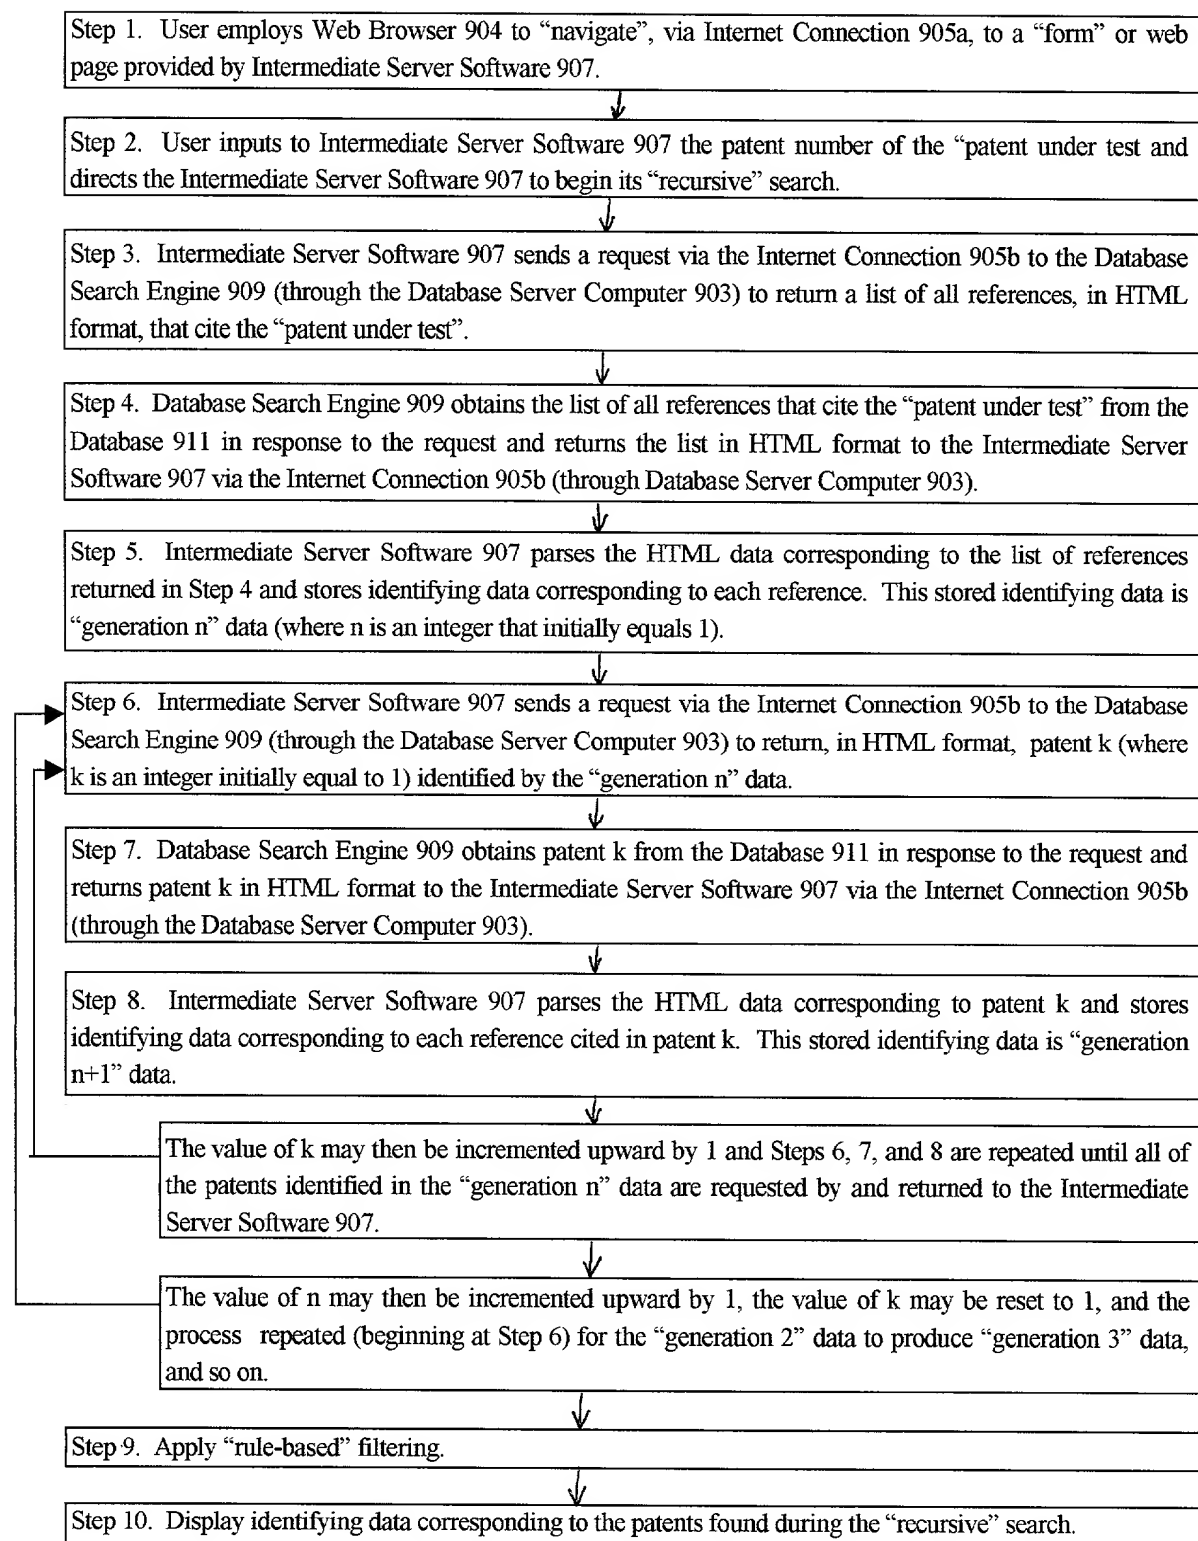 Step 1. User employs Web Browser 904 to “navigate”, via Internet Connection 905a, to a “form” or web
page provided by Intermediate Server Software 907.
Step 2. User inputs to Intermediate Server Software 907 the patent number of the “patent under test and
directs the Intermediate Server Software 907 to begin its “recursive” search.
Step 3. Intermediate Server Software 907 sends a request via the Internet Connection 905b to the Database
Search Engine 909 (through the Database Server Computer 903) to return a list of all references, in HTML
format, that cite the “patent under test”.
Step 4. Database Search Engine 909 obtains the list of all references that cite the “patent under test” from the
Database 911 in response to the request and returns the list in HTML format to the Intermediate Server
Software 907 via the Internet Connection 905b (through Database Server Computer 903).
Step 5. Intermediate Server Software 907 parses the HTML data corresponding to the list of references
returned in Step 4 and stores identifying data corresponding to each reference. This stored identifying data is
“generation n” data (where n is an integer that initially equals 1).
Step 6. Intermediate Server Software 907 sends a request via the Internet Connection 905b to the Database
Search Engine 909 (through the Database Server Computer 903) to return, in HTML format, patent k (where
k is an integer initially equal to 1) identified by the “generation n” data.
Step 7. Database Search Engine 909 obtains patent k from the Database 911 in response to the request and
returns patent k in HTML format to the Intermediate Server Software 907 via the Internet Connection 905b
(through the Database Server Computer 903).
Step 8. Intermediate Server Software 907 parses the HTML data corresponding to patent k and stores
identifying data corresponding to each reference cited in patent k. This stored identifying data is “generation
n+1” data.
The value of k may then be incremented upward by 1 and Steps 6, 7, and 8 are repeated until all of
the patents identified in the “generation n” data are requested by and returned to the Intermediate
Server Software 907.
The value of n may then be incremented upward by 1, the value of k may be reset to 1, and the
process repeated (beginning at Step 6) for the “generation 2” data to produce “generation 3” data,
and so on.
Step 9. Apply “rule-based” filtering.
Step 10. Display identifying data corresponding to the patents found during the “recursive” search.